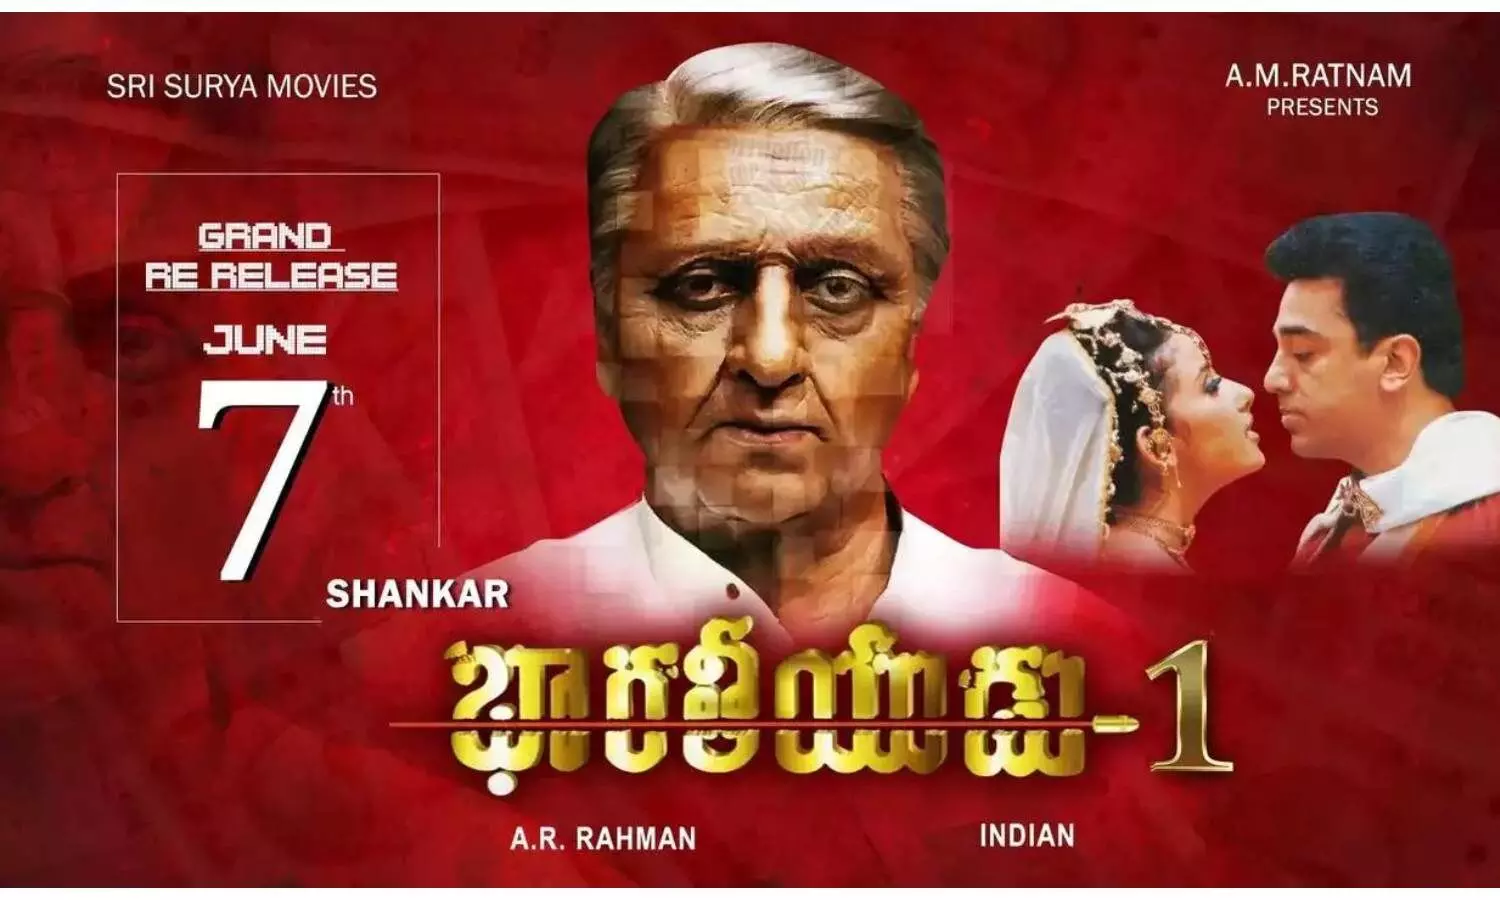 SRI SURYA MOVIES
A.M.RATNAM
PRESENTS
GRAND
RE RELEASE
JUNE
7th
SHANKAR
భారతీయుడు-1
A.R. RAHMAN
INDIAN